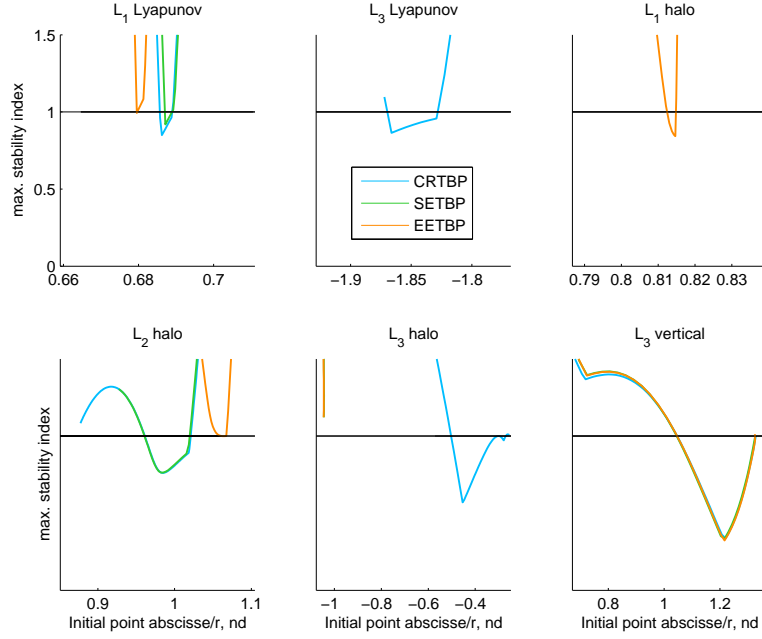 L₁ Lyapunov
L₃ Lyapunov
L₁ halo
max. stability index
1.5
1
0.5
0
0.66
0.68
0.7
CRTBP
SETBP
EETBP
−1.9
−1.85
−1.8
0.79
0.8
0.81
0.82
0.83
L₂ halo
L₃ halo
L₃ vertical
max. stability index
0.9
1
1.1
Initial point abscisse/r, nd
−1
−0.8
−0.6
−0.4
Initial point abscisse/r, nd
0.8
1
1.2
Initial point abscisse/r, nd